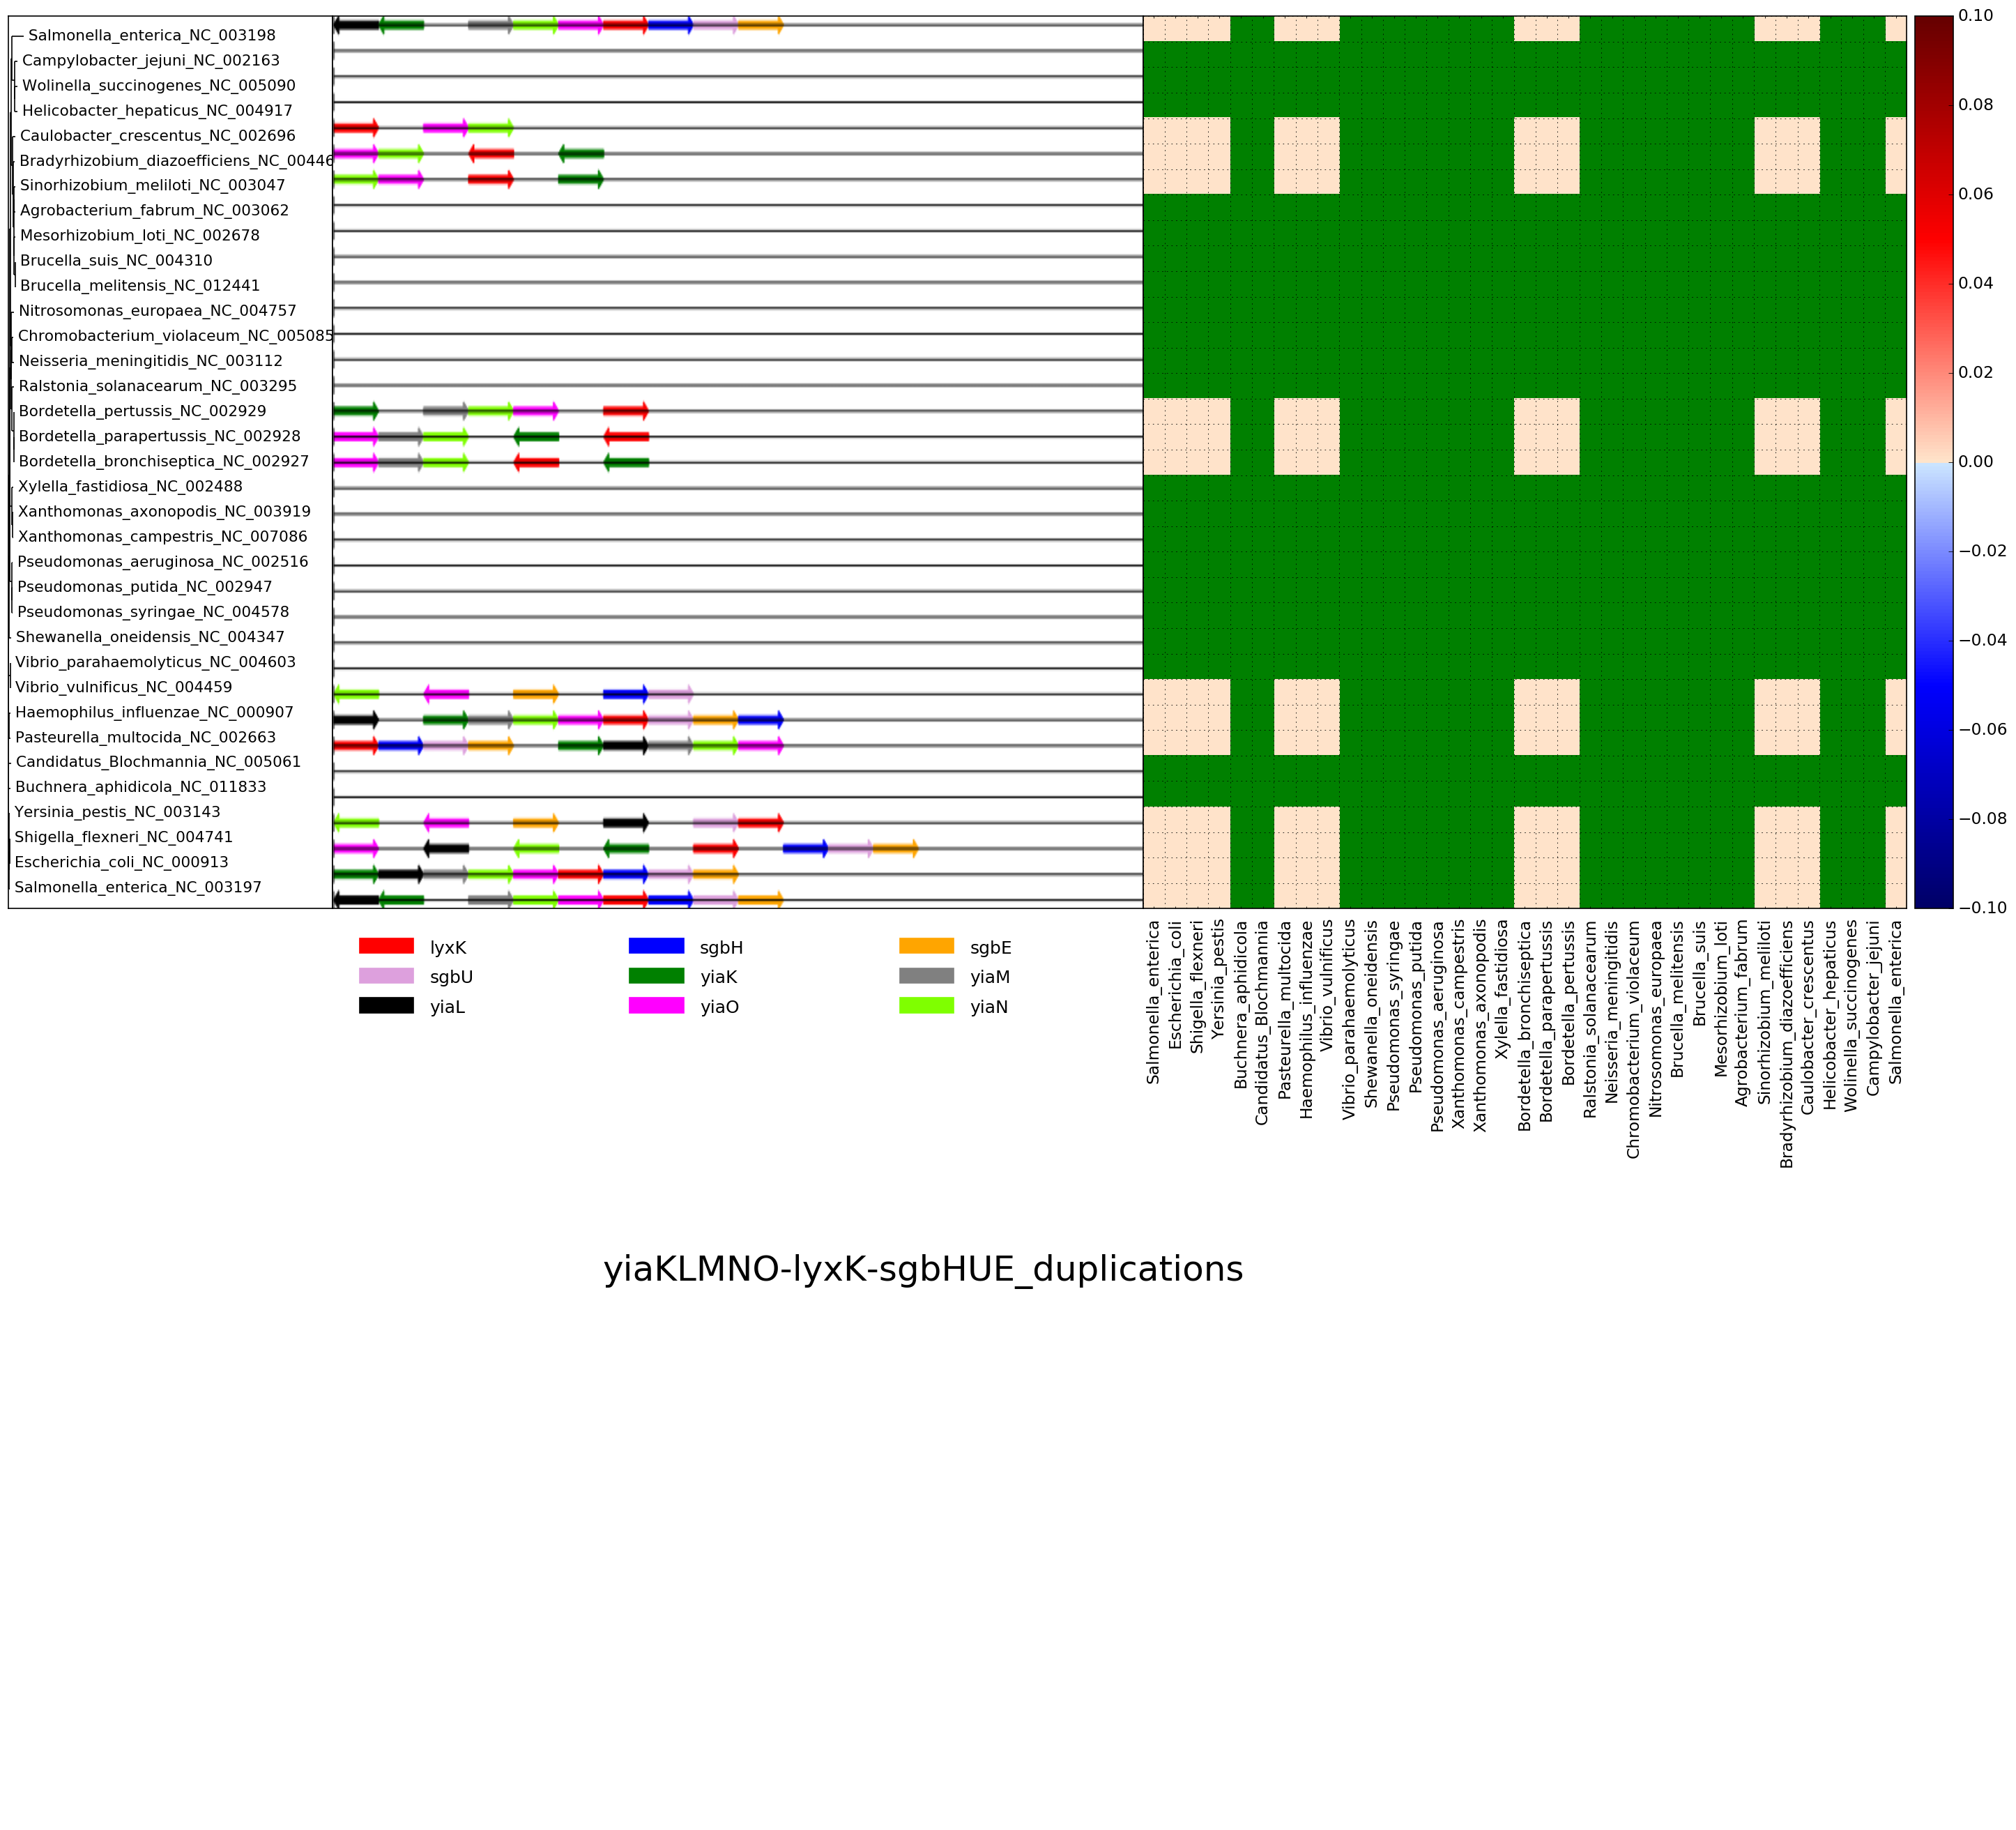 Salmonella_enterica_NC_003198
Campylobacter_jejuni_NC_002163
Wolinella_succinogenes_NC_005090
Helicobacter_hepaticus_NC_004917
Caulobacter_crescentus_NC_002696
Bradyrhizobium_diazoefficiens_NC_00446
Sinorhizobium_meliloti_NC_003047
Agrobacterium_fabrum_NC_003062
Mesorhizobium_loti_NC_002678
Brucella_suis_NC_004310
Brucella_melitensis_NC_012441
Nitrosomonas_europaea_NC_004757
Chromobacterium_violaceum_NC_005085
Neisseria_meningitidis_NC_003112
Ralstonia_solanacearum_NC_003295
Bordetella_pertussis_NC_002929
Bordetella_parapertussis_NC_002928
Bordetella_bronchiseptica_NC_002927
Xylella_fastidiosa_NC_002488
Xanthomonas_axonopodis_NC_003919
Xanthomonas_campestris_NC_007086
Pseudomonas_aeruginosa_NC_002516
Pseudomonas_putida_NC_002947
Pseudomonas_syringae_NC_004578
Shewanella_oneidensis_NC_004347
Vibrio_parahaemolyticus_NC_004603
Vibrio_vulnificus_NC_004459
Haemophilus_influenzae_NC_000907
Pasteurella_multocida_NC_002663
Candidatus_Blochmannia_NC_005061
Buchnera_aphidicola_NC_011833
Yersinia_pestis_NC_003143
Shigella_flexneri_NC_004741
Escherichia_coli_NC_000913
Salmonella_enterica_NC_003197
0.10
0.08
0.06
0.04
0.02
0.00
−0.02
−0.04
−0.06
−0.08
−0.10
lyxK
sgbH
sgbE
sgbU
yiaK
yiaM
yiaL
yiaO
yiaN
Salmonella_enterica
Escherichia_coli
Shigella_flexneri
Yersinia_pestis
Buchnera_aphidicola
Candidatus_Blochmannia
Pasteurella_multocida
Haemophilus_influenzae
Vibrio_vulnificus
Vibrio_parahaemolyticus
Shewanella_oneidensis
Pseudomonas_syringae
Pseudomonas_putida
Pseudomonas_aeruginosa
Xanthomonas_campestris
Xanthomonas_axonopodis
Xylella_fastidiosa
Bordetella_bronchiseptica
Bordetella_parapertussis
Bordetella_pertussis
Ralstonia_solanacearum
Neisseria_meningitidis
Chromobacterium_violaceum
Nitrosomonas_europaea
Brucella_melitensis
Brucella_suis
Mesorhizobium_loti
Agrobacterium_fabrum
Sinorhizobium_meliloti
Bradyrhizobium_diazoefficiens
Caulobacter_crescentus
Helicobacter_hepaticus
Wolinella_succinogenes
Campylobacter_jejuni
Salmonella_enterica
yiaKLMNO-lyxK-sgbHUE_duplications